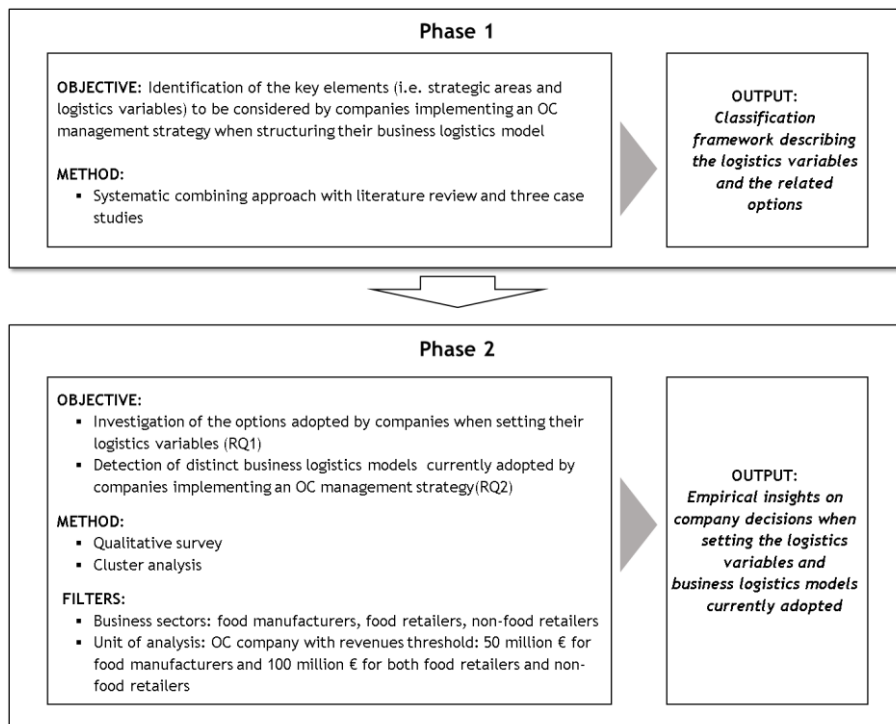 Phase 1
OBJECTIVE: Identification of the key elements (i.e. strategic areas and
logistics variables) to be considered by companies implementing an OC
management strategy when structuring their business logistics model
METHOD:
▪ Systematic combining approach with literature review and three case
studies
OUTPUT:
Classification
framework describing
the logistics variables
and the related
options
Phase 2
OBJECTIVE:
▪ Investigation of the options adopted by companies when setting their
logistics variables (RQ1)
▪ Detection of distinct business logistics models currently adopted by
companies implementing an OC management strategy(RQ2)
METHOD:
▪ Qualitative survey
▪ Cluster analysis
FILTERS:
▪ Business sectors: food manufacturers, food retailers, non-food retailers
▪ Unit of analysis: OC company with revenues threshold: 50 million € for
food manufacturers and 100 million € for both food retailers and non-
food retailers
OUTPUT:
Empirical insights on
company decisions when
setting the logistics
variables and
business logistics models
currently adopted